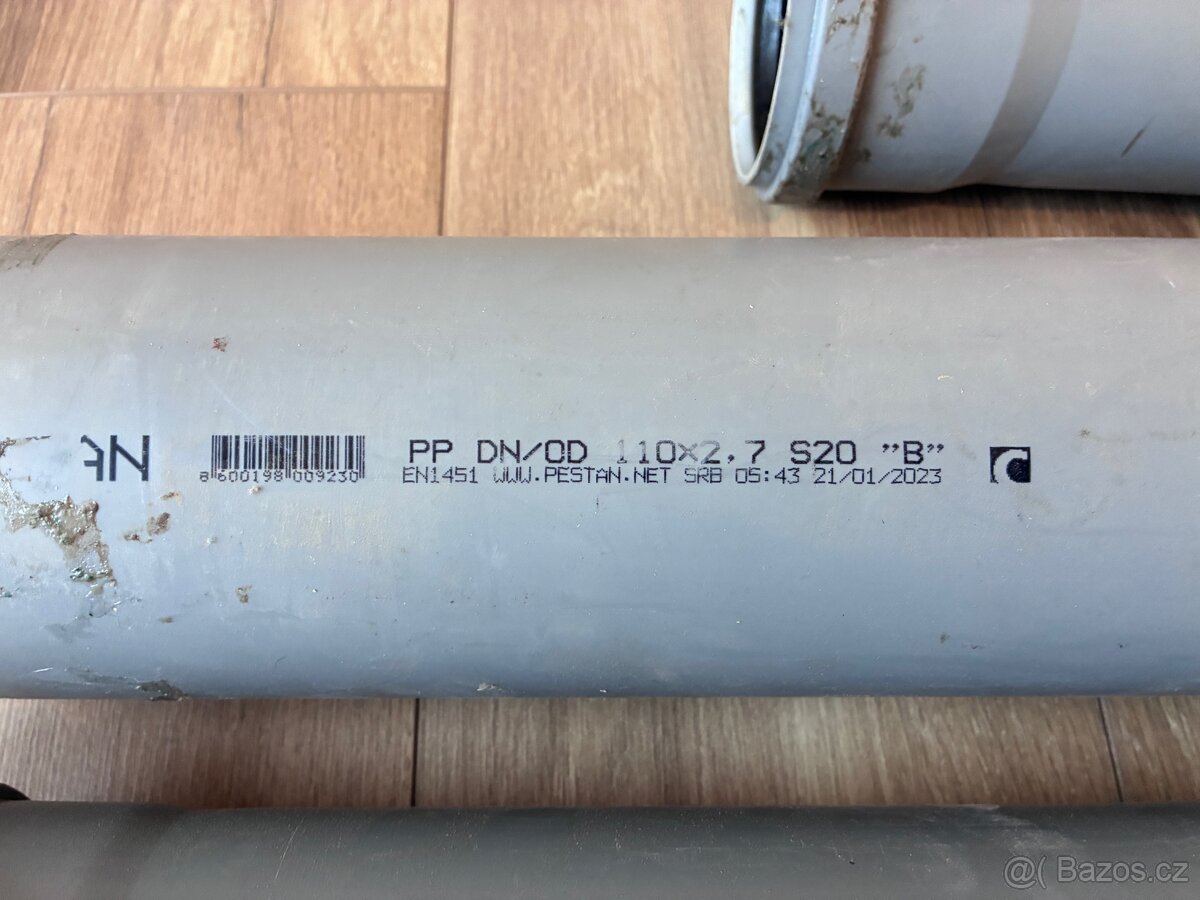 PP DN/OD 110x2,7 S20 "B"
8 600198 009230
EN1451 WWW.PESTAN.NET SRB 05:43 21/01/2023
@( Bazos.cz